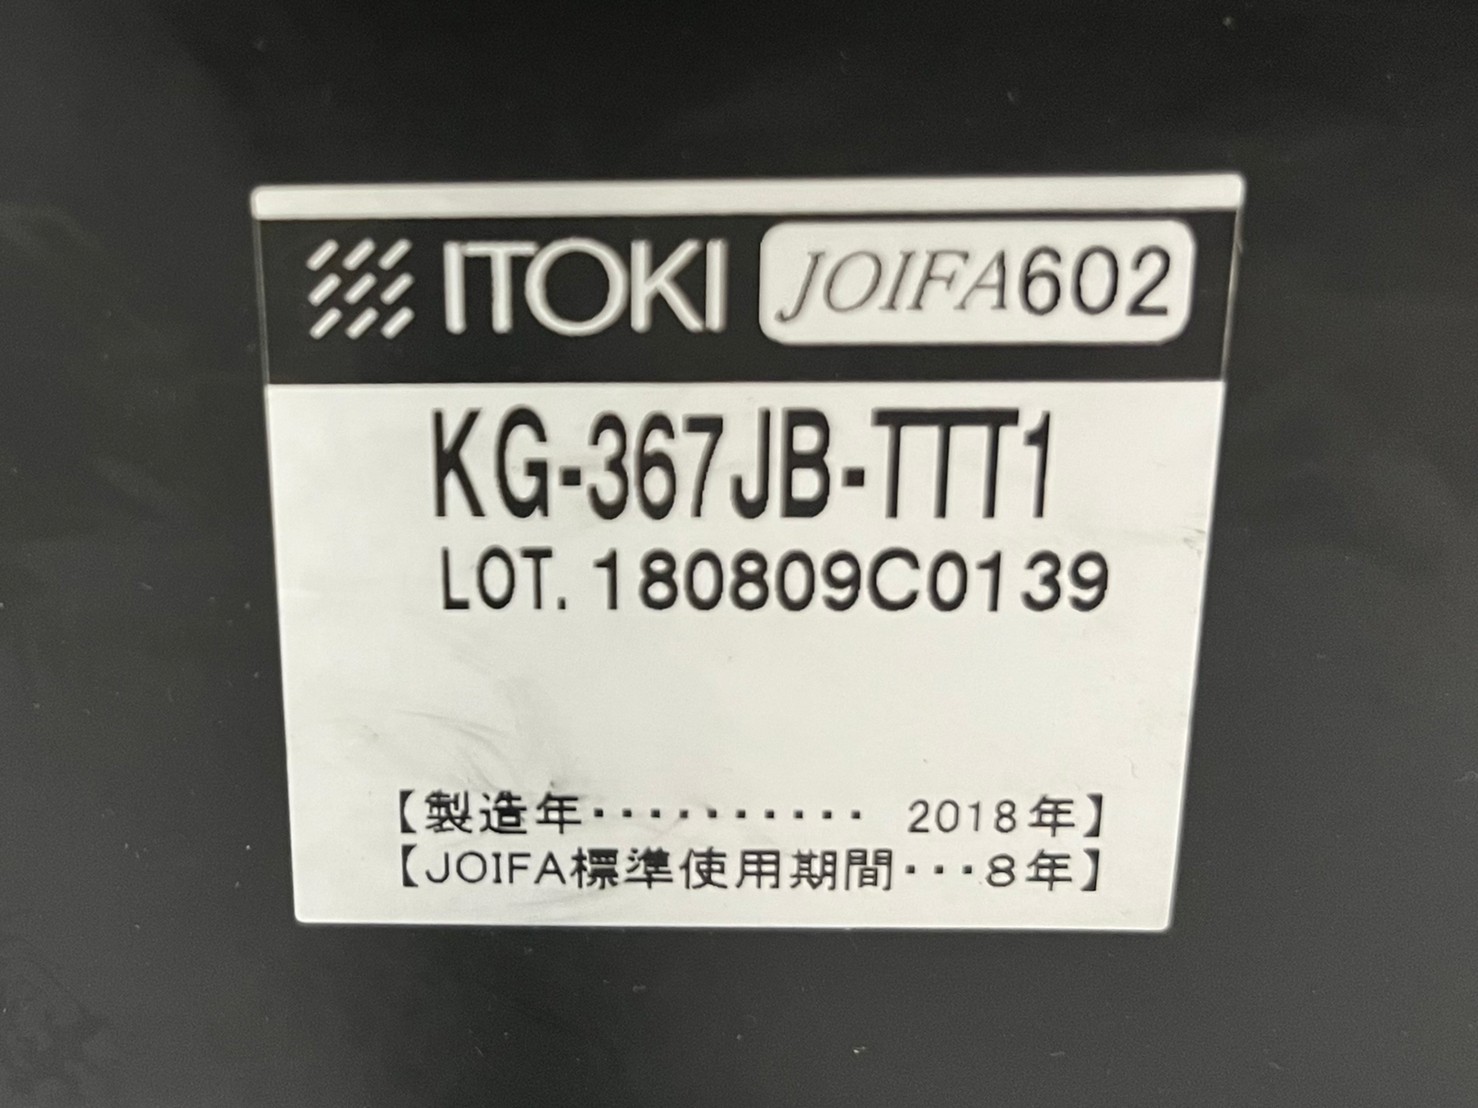 ITOKI JOIFA602
KG-367JB-TTT1
LOT. 180809C0139
【製造年・・・・・・・・・・ 2018年】
【JOIFA標準使用期間・・・8年】